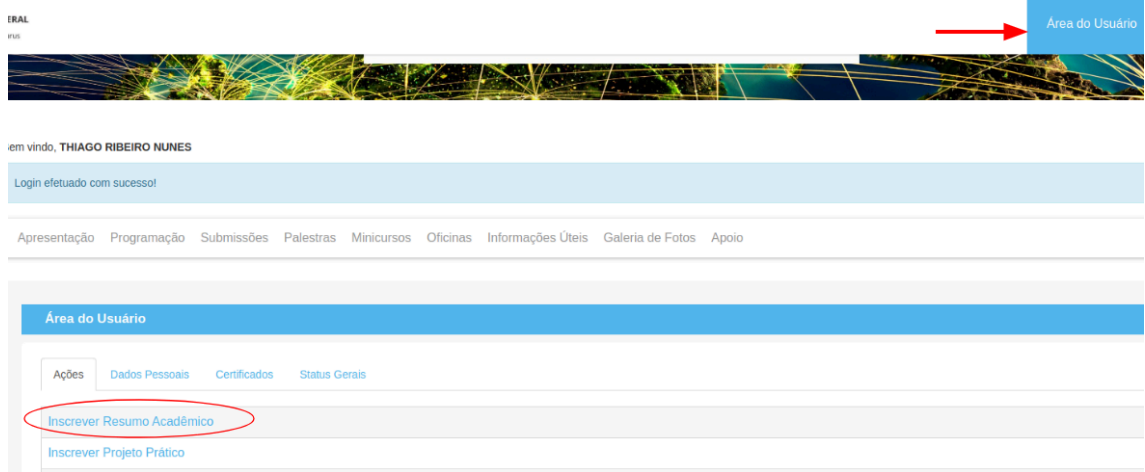 ERAL
Área do Usuário
em vindo, THIAGO RIBEIRO NUNES
Login efetuado com sucesso!
Apresentação Programação Submissões Palestras Minicursos Oficinas Informações Úteis Galeria de Fotos Apoio
Área do Usuário
Ações Dados Pessoais Certificados Status Gerais
Inscrever Resumo Acadêmico
Inscrever Projeto Prático